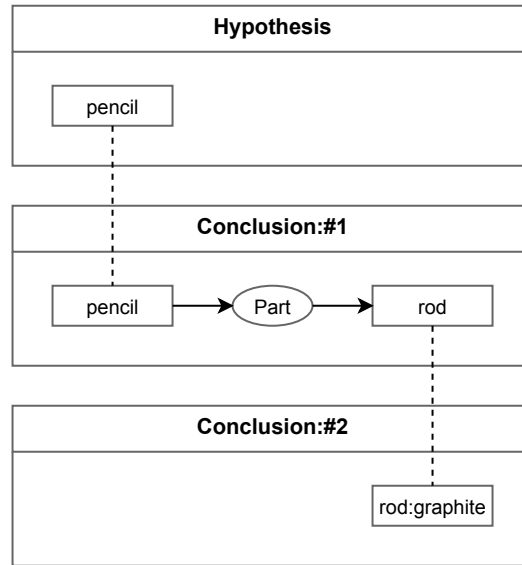 Hypothesis
pencil
Conclusion:#1
pencil Part rod
Conclusion:#2
rod:graphite